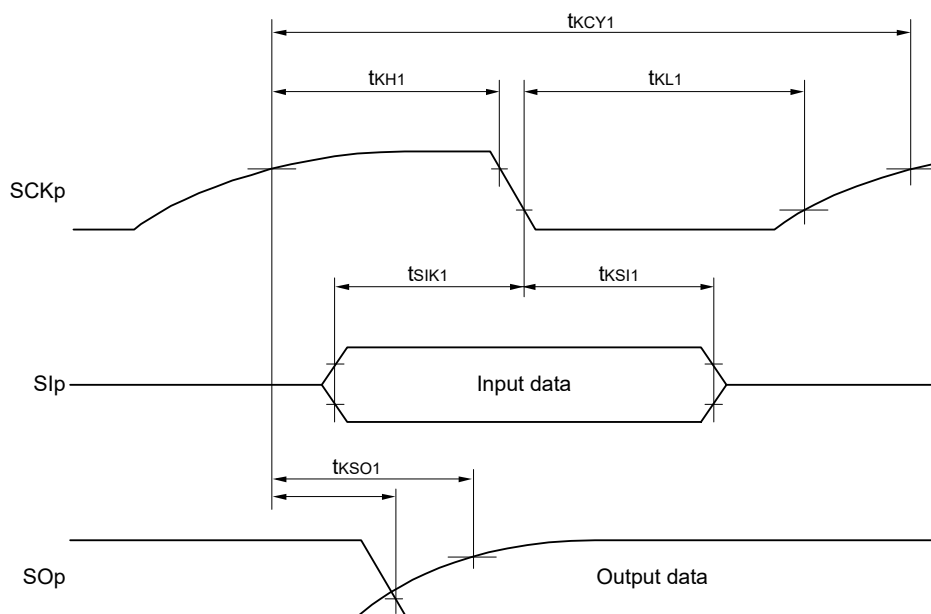 tKCY1
tKH1
tKL1
SCKp
tSIK1
tKSI1
SIp
Input data
tKSO1
SOp
Output data